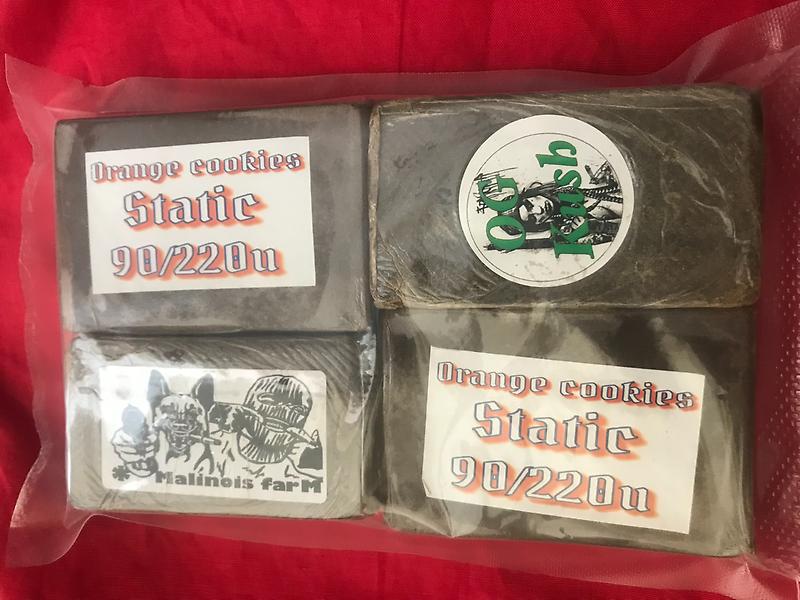 Orange cookies
Static
90/220u
OG
Kush
Malinois farM
Orange cookies
Static
90/220u